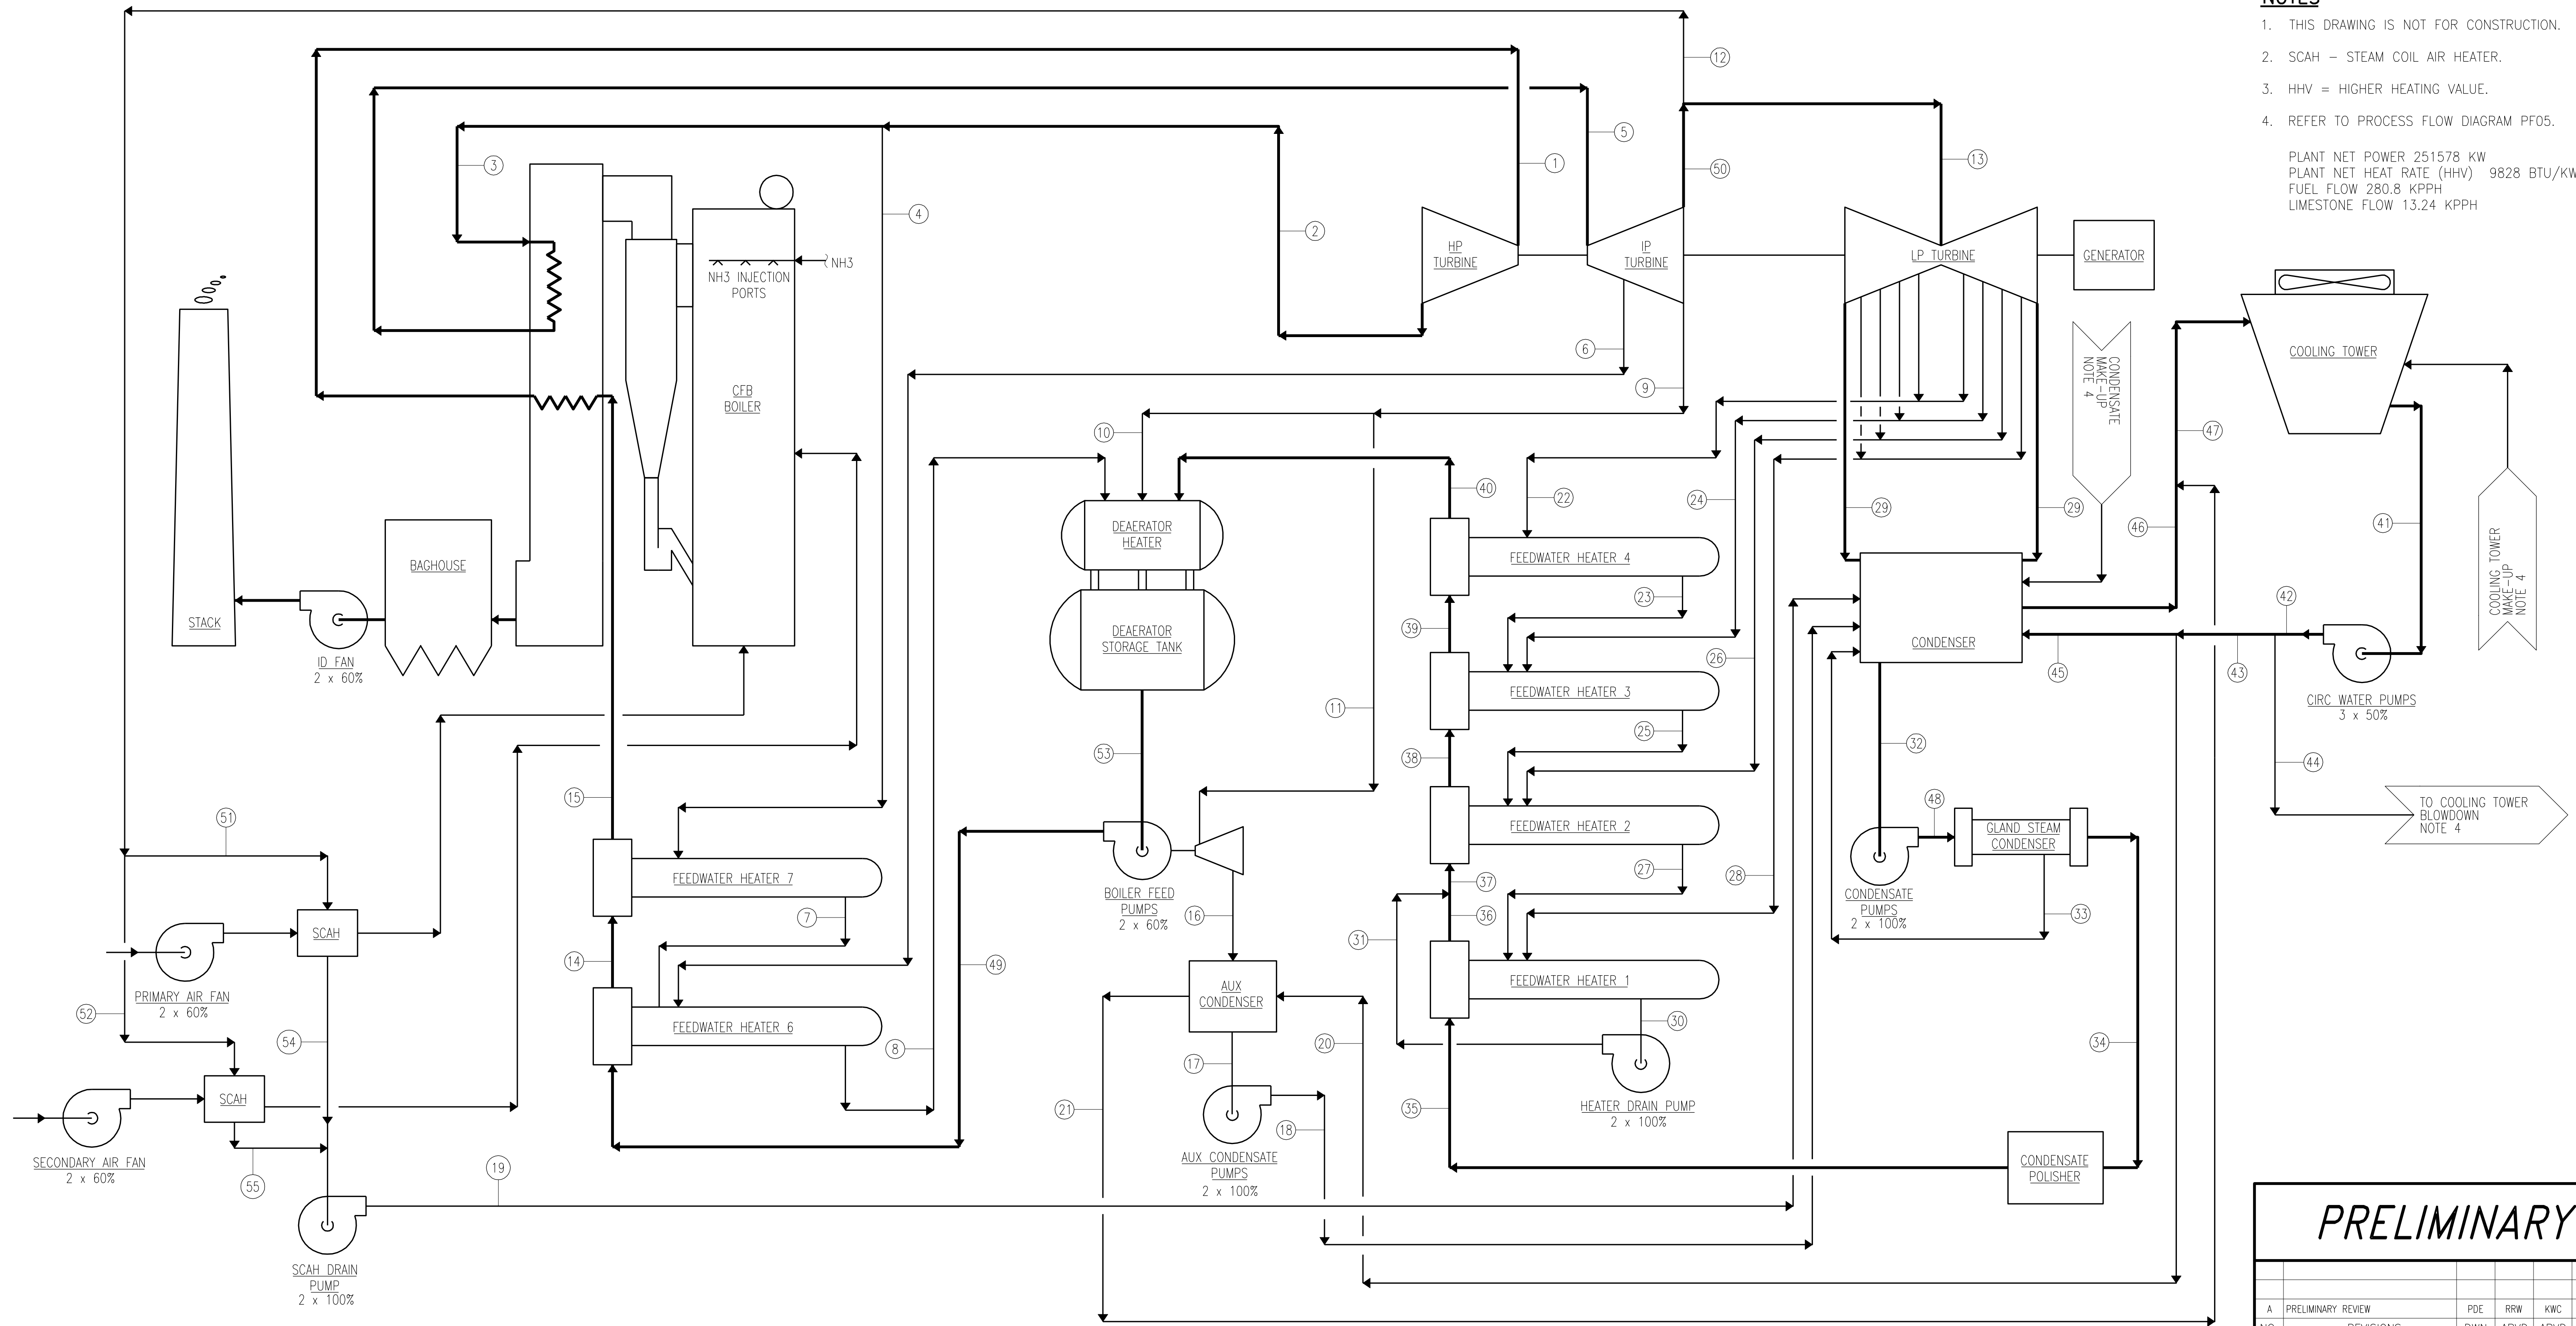 NOTES
1. THIS DRAWING IS NOT FOR CONSTRUCTION.
2. SCAH – STEAM COIL AIR HEATER.
3. HHV = HIGHER HEATING VALUE.
4. REFER TO PROCESS FLOW DIAGRAM PF05.
PLANT NET POWER 251578 KW
PLANT NET HEAT RATE (HHV) 9828 BTU/KW
FUEL FLOW 280.8 KPPH
LIMESTONE FLOW 13.24 KPPH
12
5
1
50
13
3
4
2
HP
TURBINE
IP
TURBINE
LP TURBINE
GENERATOR
NH3
NH3 INJECTION
PORTS
6
9
COOLING TOWER
CONDENSATE
MAKE-UP
NOTE 4
CFB
BOILER
10
47
40
22
24
29
29
46
41
COOLING TOWER
MAKE-UP
NOTE 4
DEAERATOR
HEATER
FEEDWATER HEATER 4
BAGHOUSE
STACK
ID FAN
2 x 60%
DEAERATOR
STORAGE TANK
23
39
26
CONDENSER
42
45
43
CIRC WATER PUMPS
3 x 50%
FEEDWATER HEATER 3
11
25
53
38
32
44
15
51
48
TO COOLING TOWER
BLOWDOWN
NOTE 4
FEEDWATER HEATER 2
GLAND STEAM
CONDENSER
FEEDWATER HEATER 7
BOILER FEED
PUMPS
2 x 60%
27
28
37
36
CONDENSATE
PUMPS
2 x 100%
7
16
33
SCAH
31
14
49
PRIMARY AIR FAN
2 x 60%
52
54
AUX
CONDENSER
FEEDWATER HEATER 1
FEEDWATER HEATER 6
8
30
20
34
17
SCAH
21
18
35
HEATER DRAIN PUMP
2 x 100%
SECONDARY AIR FAN
2 x 60%
55
19
AUX CONDENSATE
PUMPS
2 x 100%
CONDENSATE
POLISHER
SCAH DRAIN
PUMP
2 x 100%
PRELIMINARY
A PRELIMINARY REVIEW PDE RRW KWC
NO. REVISIONS DWN APVD APVD